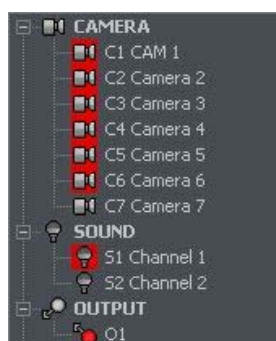 CAMERA
C1 CAM 1
C2 Camera 2
C3 Camera 3
C4 Camera 4
C5 Camera 5
C6 Camera 6
C7 Camera 7
SOUND
S1 Channel 1
S2 Channel 2
OUTPUT
O1